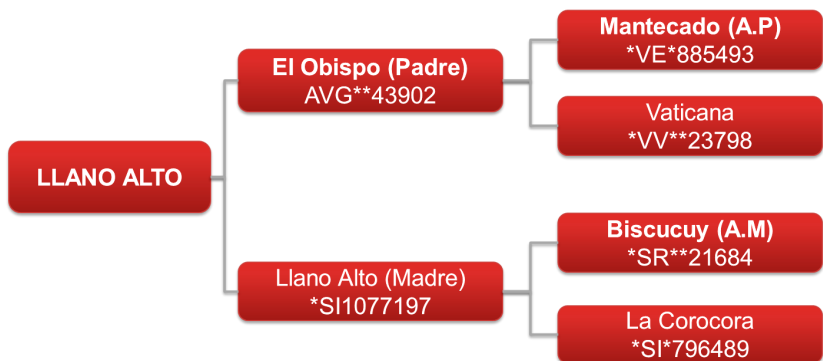 LLANO ALTO
El Obispo (Padre)
AVG**43902
Llano Alto (Madre)
*SI1077197
Mantecado (A.P)
*VE*885493
Vaticana
*VV**23798
Biscucuy (A.M)
*SR**21684
La Corocora
*SI*796489